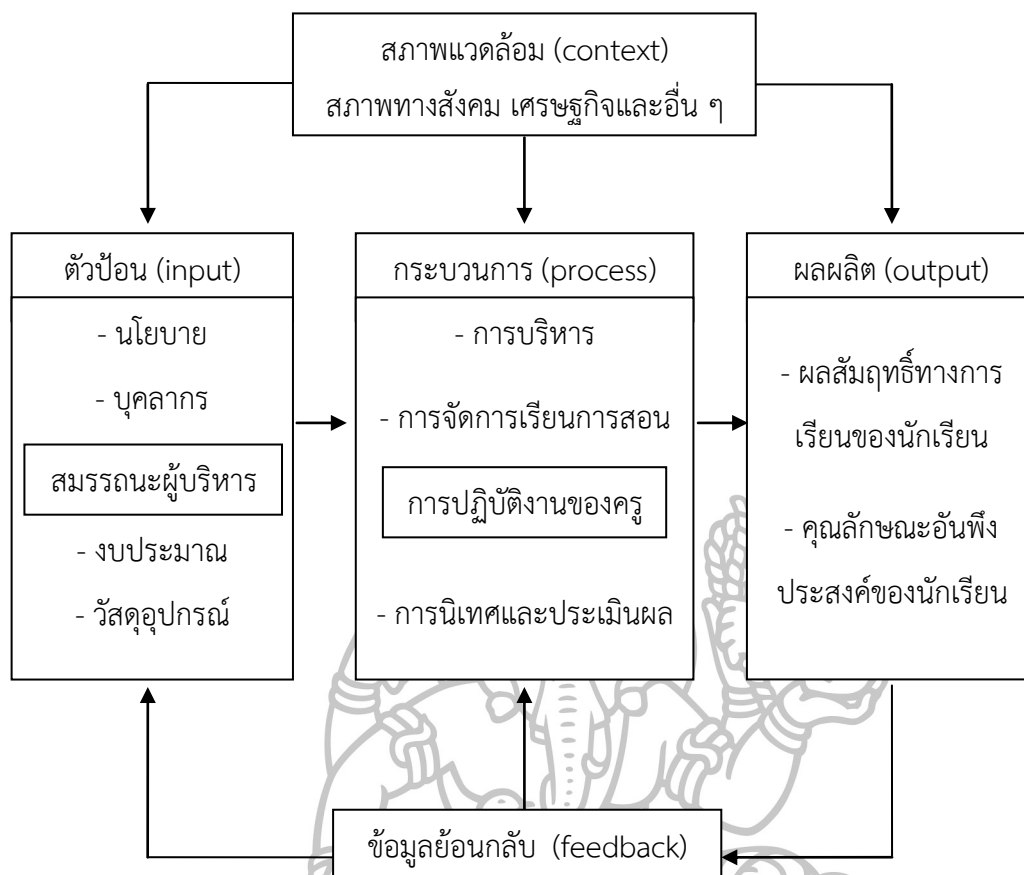 สภาพแวดล้อม (context)
สภาพทางสังคม เศรษฐกิจและอื่น ๆ
ตัวป้อน (input)
- นโยบาย
- บุคลากร
สมรรถนะผู้บริหาร
- งบประมาณ
- วัสดุอุปกรณ์
กระบวนการ (process)
- การบริหาร
- การจัดการเรียนการสอน
การปฏิบัติงานของครู
- การนิเทศและประเมินผล
ผลผลิต (output)
- ผลสัมฤทธิ์ทางการ
เรียนของนักเรียน
- คุณลักษณะอันพึง
ประสงค์ของนักเรียน
ข้อมูลย้อนกลับ (feedback)